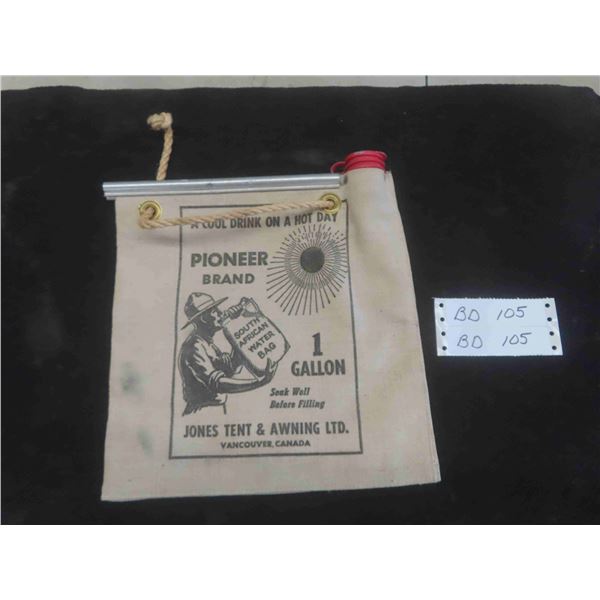 A COOL DRINK ON A HOT DAY
PIONEER
BRAND
SOUTH
AFRICAN
WATER
BAG
1
GALLON
Soak Well
Before Filling
JONES TENT & AWNING LTD.
VANCOUVER, CANADA
BD 105
BD 105